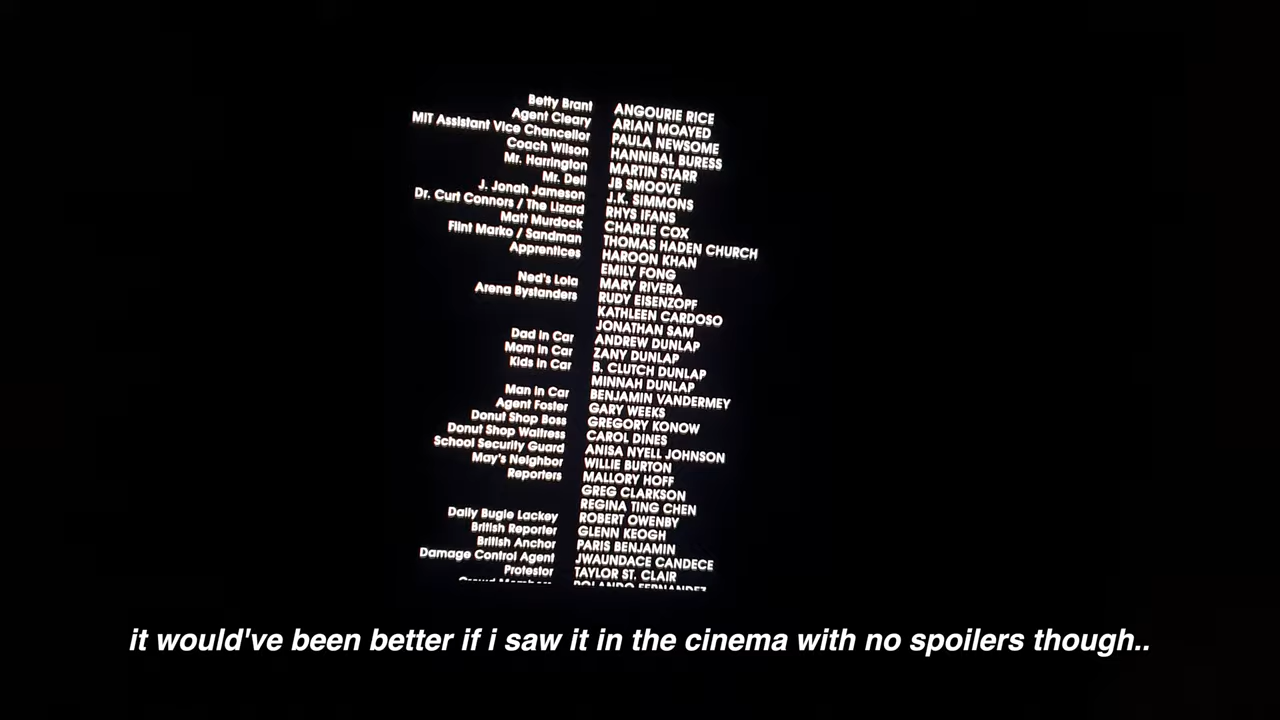 Betty Brant ANGOURIE RICE
Agent Cleary ARIAN MOAYED
MIT Assistant Vice Chancellor PAULA NEWSOME
Coach Wilson HANNIBAL BURESS
Mr. Harrington MARTIN STARR
Mr. Dell JB SMOOVE
J. Jonah Jameson J.K. SIMMONS
Dr. Curt Connors / The Lizard RHYS IFANS
Matt Murdock CHARLIE COX
Flint Marko / Sandman THOMAS HADEN CHURCH
Apprentices HAROON KHAN
EMILY FONG
Ned's Lola MARY RIVERA
Arena Bystanders RUDY EISENZOPF
KATHLEEN CARDOSO
JONATHAN SAM
Dad in Car ANDREW DUNLAP
Mom in Car ZANY DUNLAP
Kids in Car B. CLUTCH DUNLAP
MINNAH DUNLAP
Man in Car BENJAMIN VANDERMEY
Agent Foster GARY WEEKS
Donut Shop Boss GREGORY KONOW
Donut Shop Waitress CAROL DINES
School Security Guard ANISA NYELL JOHNSON
May's Neighbor WILLIE BURTON
Reporters MALLORY HOFF
GREG CLARKSON
REGINA TING CHEN
Daily Bugle Lackey ROBERT OWENBY
British Reporter GLENN KEOGH
British Anchor PARIS BENJAMIN
Damage Control Agent JWAUNDACE CANDECE
Protestor TAYLOR ST. CLAIR
Crowd Members ROLANDO FERNANDEZ
it would've been better if i saw it in the cinema with no spoilers though..